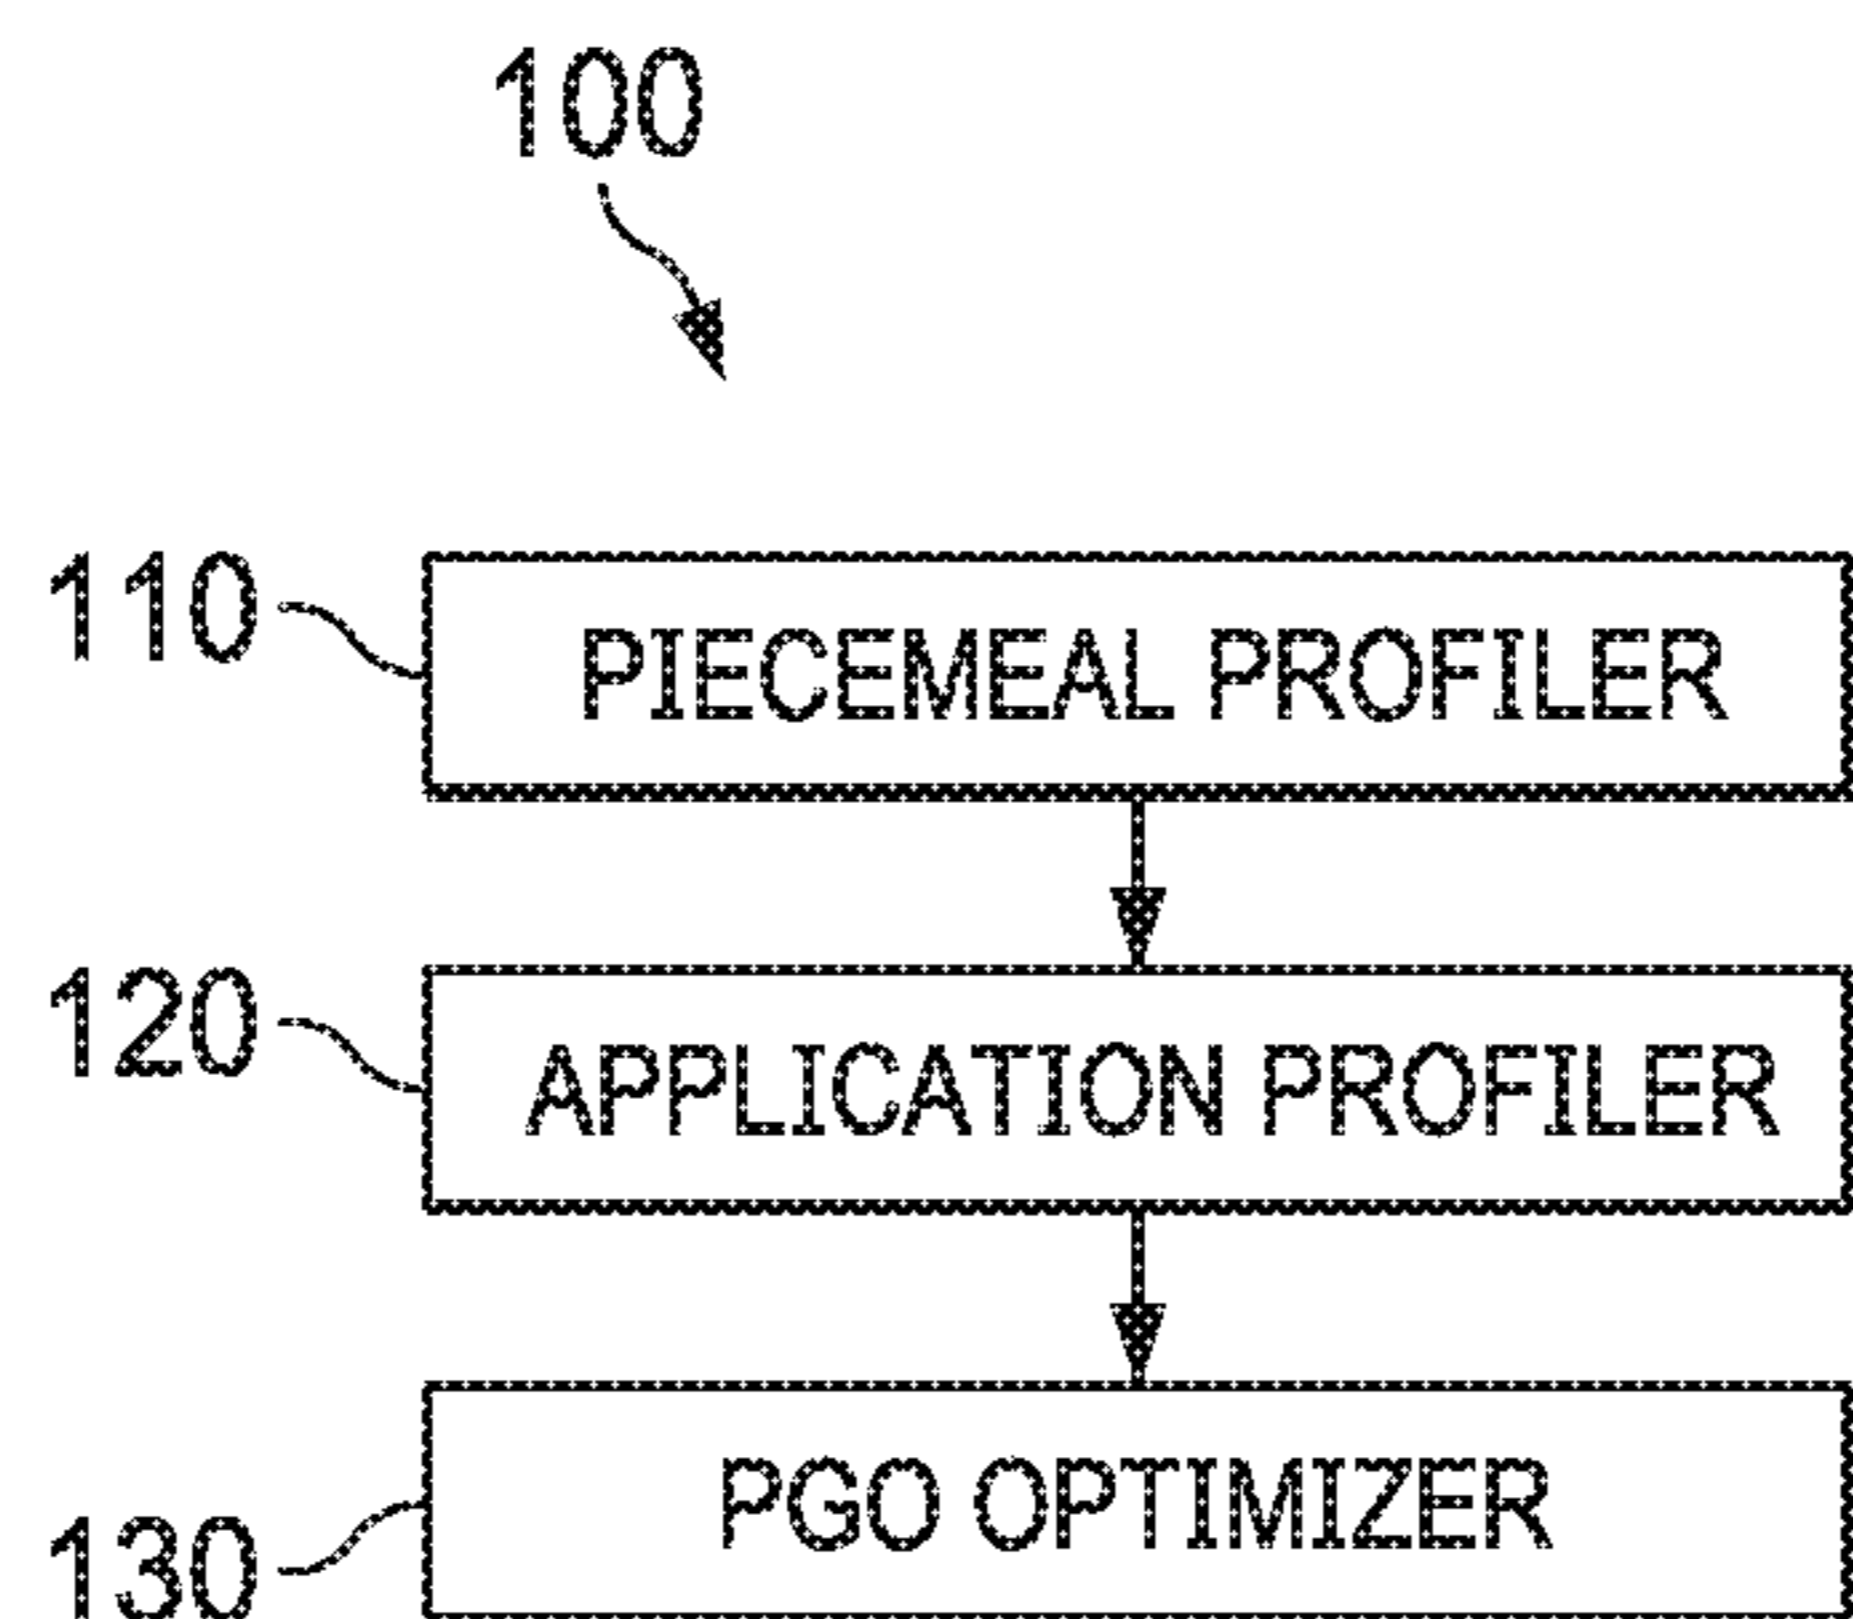 100
110
PIECEMEAL PROFILER
120
APPLICATION PROFILER
130
PGO OPTIMIZER